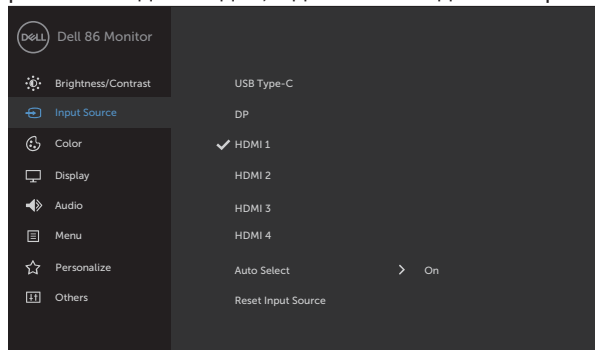 DELL Dell 86 Monitor
Brightness/Contrast USB Type-C
Input Source DP
Color HDMI 1
Display HDMI 2
Audio HDMI 3
Menu HDMI 4
Personalize Auto Select On
Others Reset Input Source